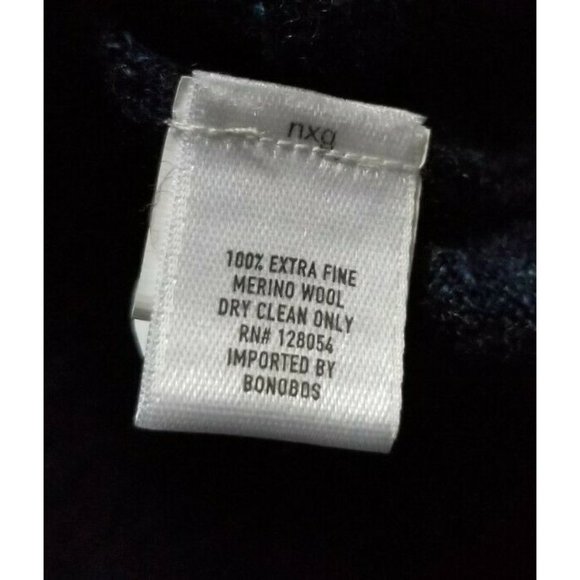 nxg
100% EXTRA FINE
MERINO WOOL
DRY CLEAN ONLY
RN# 128054
IMPORTED BY
BONOBOS